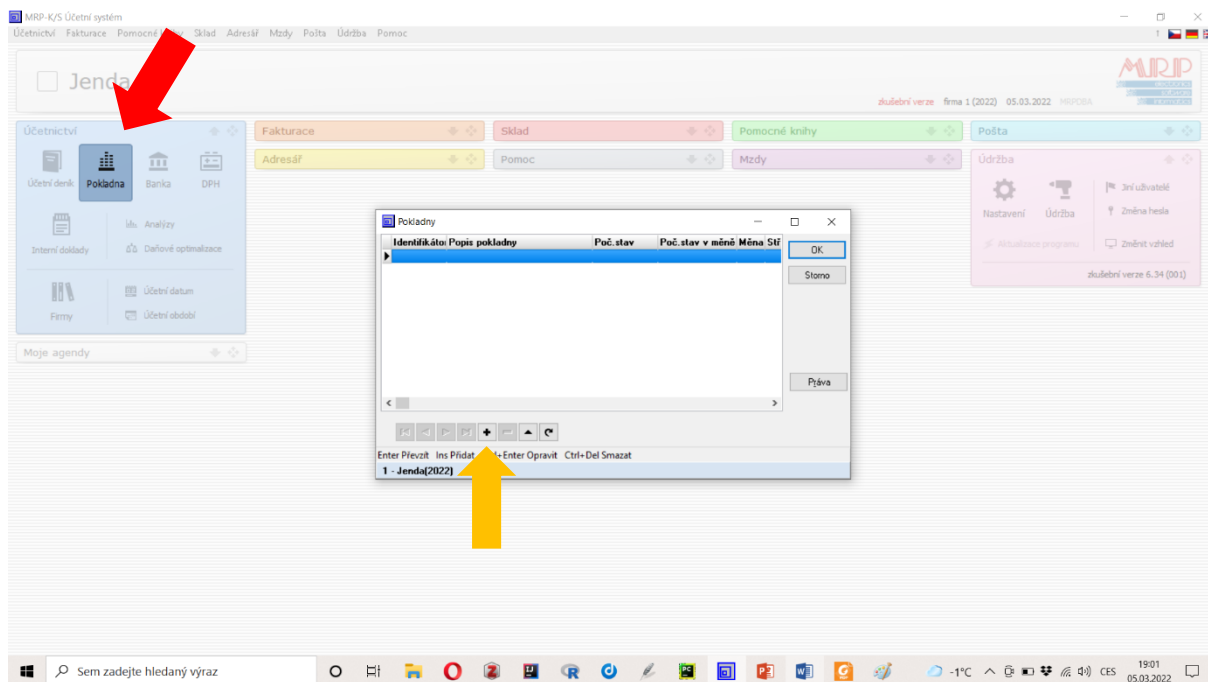 MRP-K/S Účetní systém
Účetnictví Fakturace Pomocné Sklad Adresář Mzdy Pošta Údržba Pomoc
Jenda
MRP
zkušební verze firma 1 (2022) 05.03.2022 MRPDBA
Účetnictví Fakturace Sklad Pomocné knihy Pošta
Adresář Pomoc Mzdy Údržba
Účetní deník Pokladna Banka DPH
Jiní uživatelé
Nastavení Údržba Změna hesla
Interní doklady Analýzy
Daňové optimalizace
Aktualizace programu Změnit vzhled
zkušební verze 6.34 (001)
Firmy Účetní datum
Účetní období
Moje agendy
Pokladny
Identifikátor Popis pokladny Poč.stav Poč.stav v měně Měna Stř
OK
Storno
Práva
Enter Převzít Ins Přidat Enter Opravit Ctrl+Del Smazat
1 - Jenda(2022)
Sem zadejte hledaný výraz
-1°C CES 19:01
05.03.2022